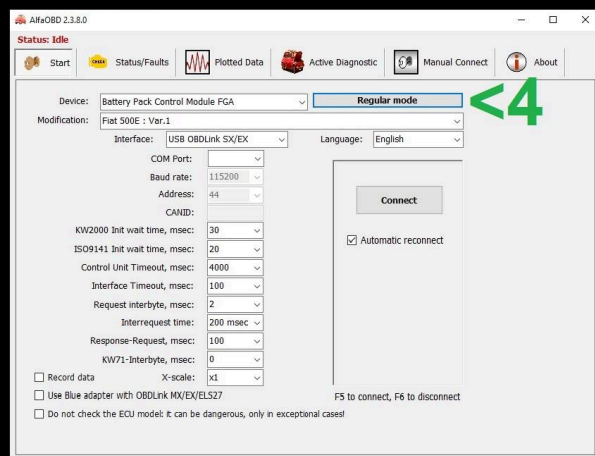 AlfaOBD 2.3.8.0
Status: Idle
Start CHECK Status/Faults Plotted Data Active Diagnostic Manual Connect About
Device: Battery Pack Control Module FGA Regular mode <4
Modification: Fiat 500E : Var.1
Interface: USB OBDLink SX/EX Language: English
COM Port:
Baud rate: 115200
Address: 44
CANID:
Connect
KW2000 Init wait time, msec: 30
Automatic reconnect
ISO9141 Init wait time, msec: 20
Control Unit Timeout, msec: 4000
Interface Timeout, msec: 100
Request interbyte, msec: 2
Interrequest time: 200 msec
Response-Request, msec: 100
KW71-Interbyte, msec: 0
Record data X-scale: x1
Use Blue adapter with OBDLink MX/EX/ELS27 F5 to connect, F6 to disconnect
Do not check the ECU model: it can be dangerous, only in exceptional cases!